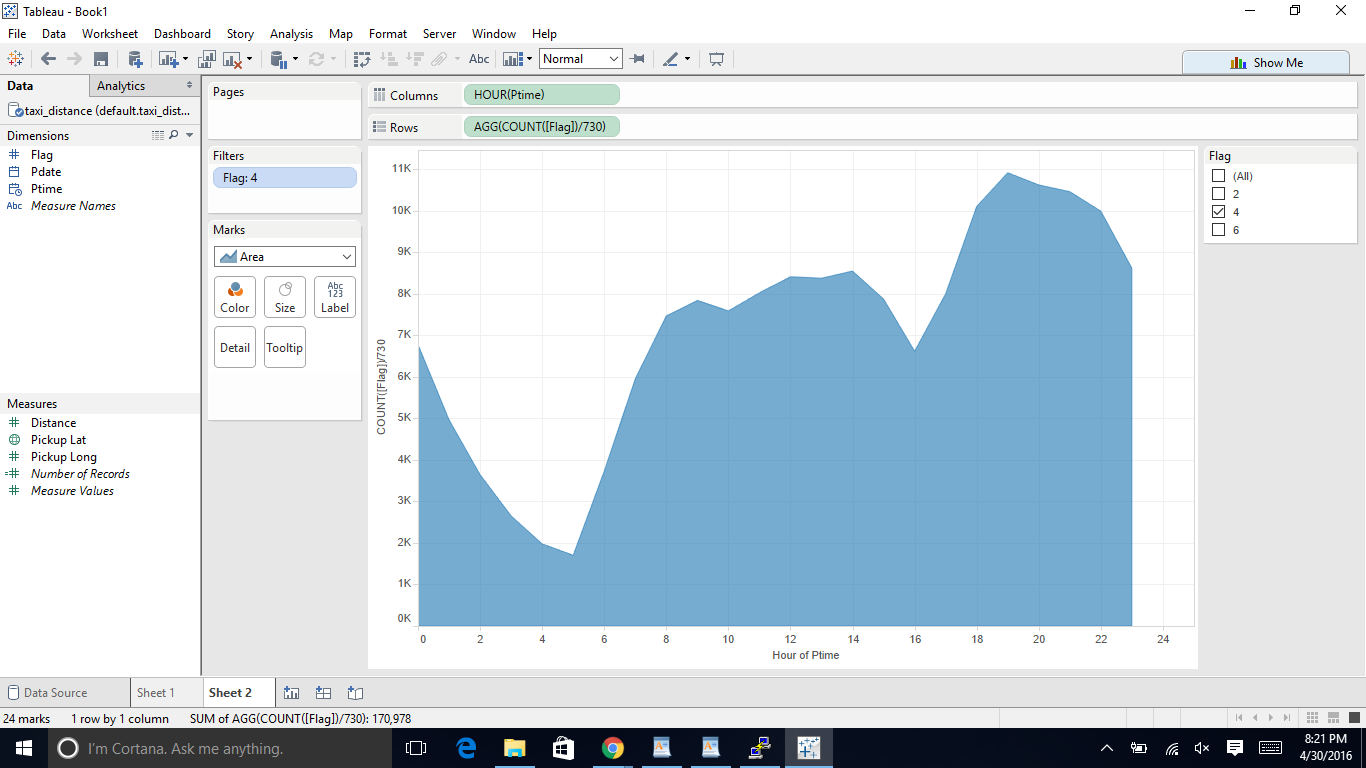 Tableau - Book1
File Data Worksheet Dashboard Story Analysis Map Format Server Window Help
Abc Normal Show Me
Data Analytics
taxi_distance (default.taxi_dist...
Dimensions
Flag
Pdate
Ptime
Abc Measure Names
Measures
Distance
Pickup Lat
Pickup Long
Number of Records
Measure Values
Pages
Filters
Flag: 4
Marks
Area
Color Size Abc 123 Label
Detail Tooltip
Columns HOUR(Ptime)
Rows AGG(COUNT([Flag])/730)
COUNT([Flag])/730
11K
10K
9K
8K
7K
6K
5K
4K
3K
2K
1K
0K
0 2 4 6 8 10 12 14 16 18 20 22 24
Hour of Ptime
Flag
(All)
2
4
6
Data Source Sheet 1 Sheet 2
24 marks 1 row by 1 column SUM of AGG(COUNT([Flag])/730): 170,978
I'm Cortana. Ask me anything.
8:21 PM
4/30/2016